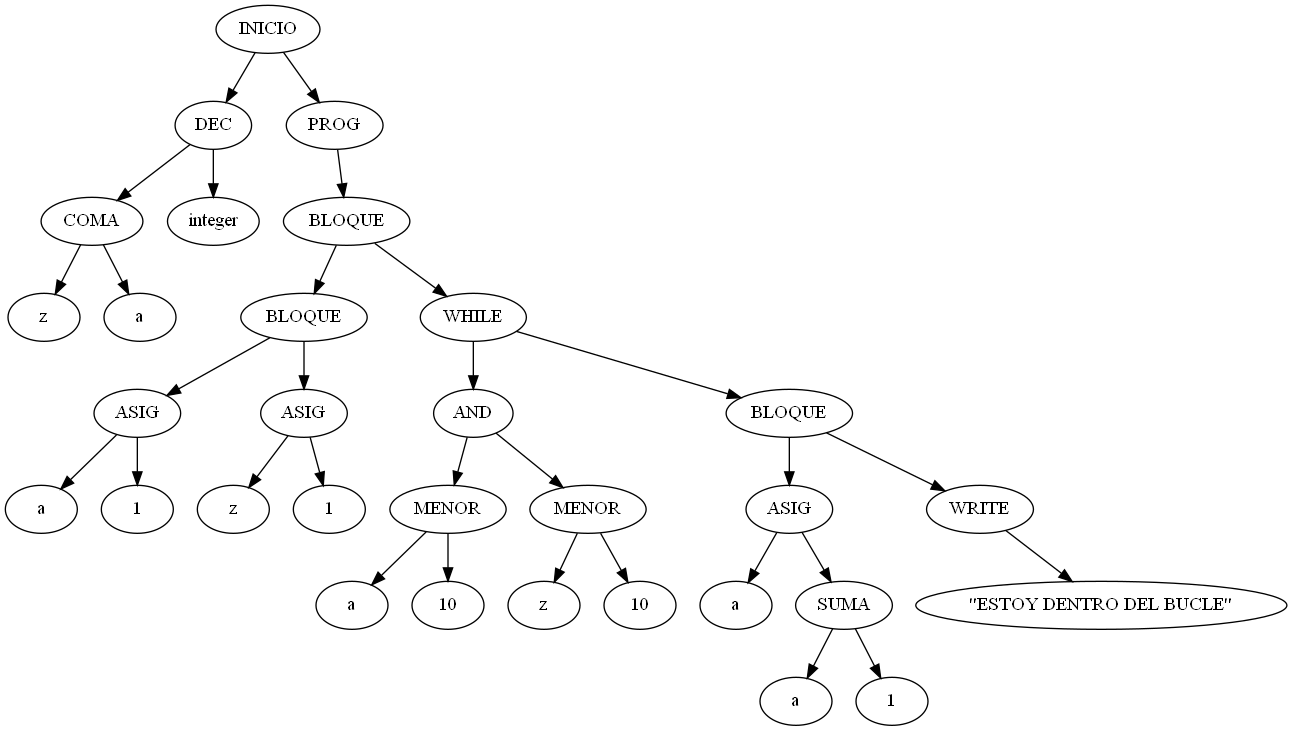 INICIO
DEC PROG
COMA integer BLOQUE
z a BLOQUE WHILE
ASIG ASIG AND BLOQUE
a 1 z 1 MENOR MENOR ASIG WRITE
a 10 z 10 a SUMA "ESTOY DENTRO DEL BUCLE"
a 1